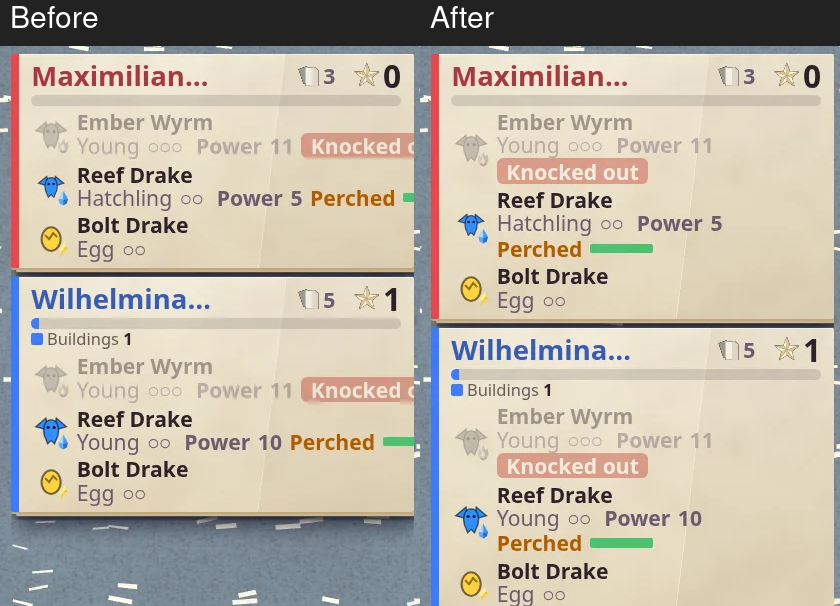 Before
Maximilian... 3 0
Ember Wyrm
Young ○○○ Power 11 Knocked
Reef Drake
Hatchling ○○ Power 5 Perched
Bolt Drake
Egg ○○
Wilhelmina... 5 1
Buildings 1
Ember Wyrm
Young ○○○ Power 11 Knocked
Reef Drake
Young ○○ Power 10 Perched
Bolt Drake
Egg ○○
After
Maximilian... 3 0
Ember Wyrm
Young ○○○ Power 11
Knocked out
Reef Drake
Hatchling ○○ Power 5
Perched
Bolt Drake
Egg ○○
Wilhelmina... 5 1
Buildings 1
Ember Wyrm
Young ○○○ Power 11
Knocked out
Reef Drake
Young ○○ Power 10
Perched
Bolt Drake
Egg ○○